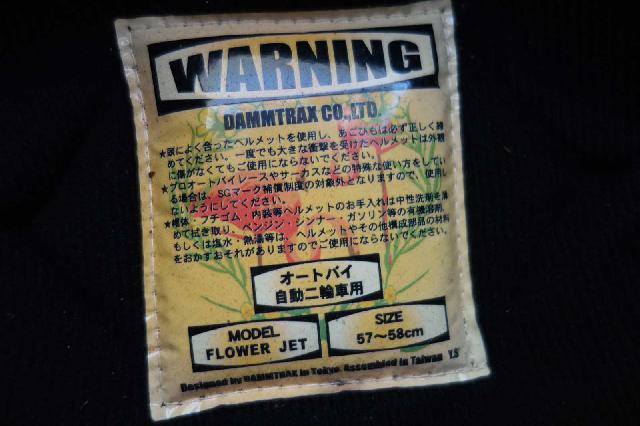 WARNING
DAMMTRAX CO.,LTD.
★頭によく合ったヘルメットを使用し、あごひもは必ず正しく締
めてください。一度でも大きな衝撃を受けたヘルメットは外観
に傷がなくてもご使用にならないでください。
★プロオートバイレースやサーカスなどの特殊な使い方をしてい
る場合は、SGマーク補償制度の対象外となりますので、使用し
ないようにしてください。
★帽体・フチゴム・内装等ヘルメットのお手入れは中性洗剤を薄
めて拭き取り、ベンジン・シンナー・ガソリン等の有機溶剤、
もしくは塩水・熱湯等は、ヘルメットやその他構成部品の材料
をおかすおそれがありますのでご使用にならないでください。
オートバイ
自動二輪車用
MODEL
FLOWER JET
SIZE
57～58cm
Designed by DAMMTRAX in Tokyo. Assembled in Taiwan Y.S